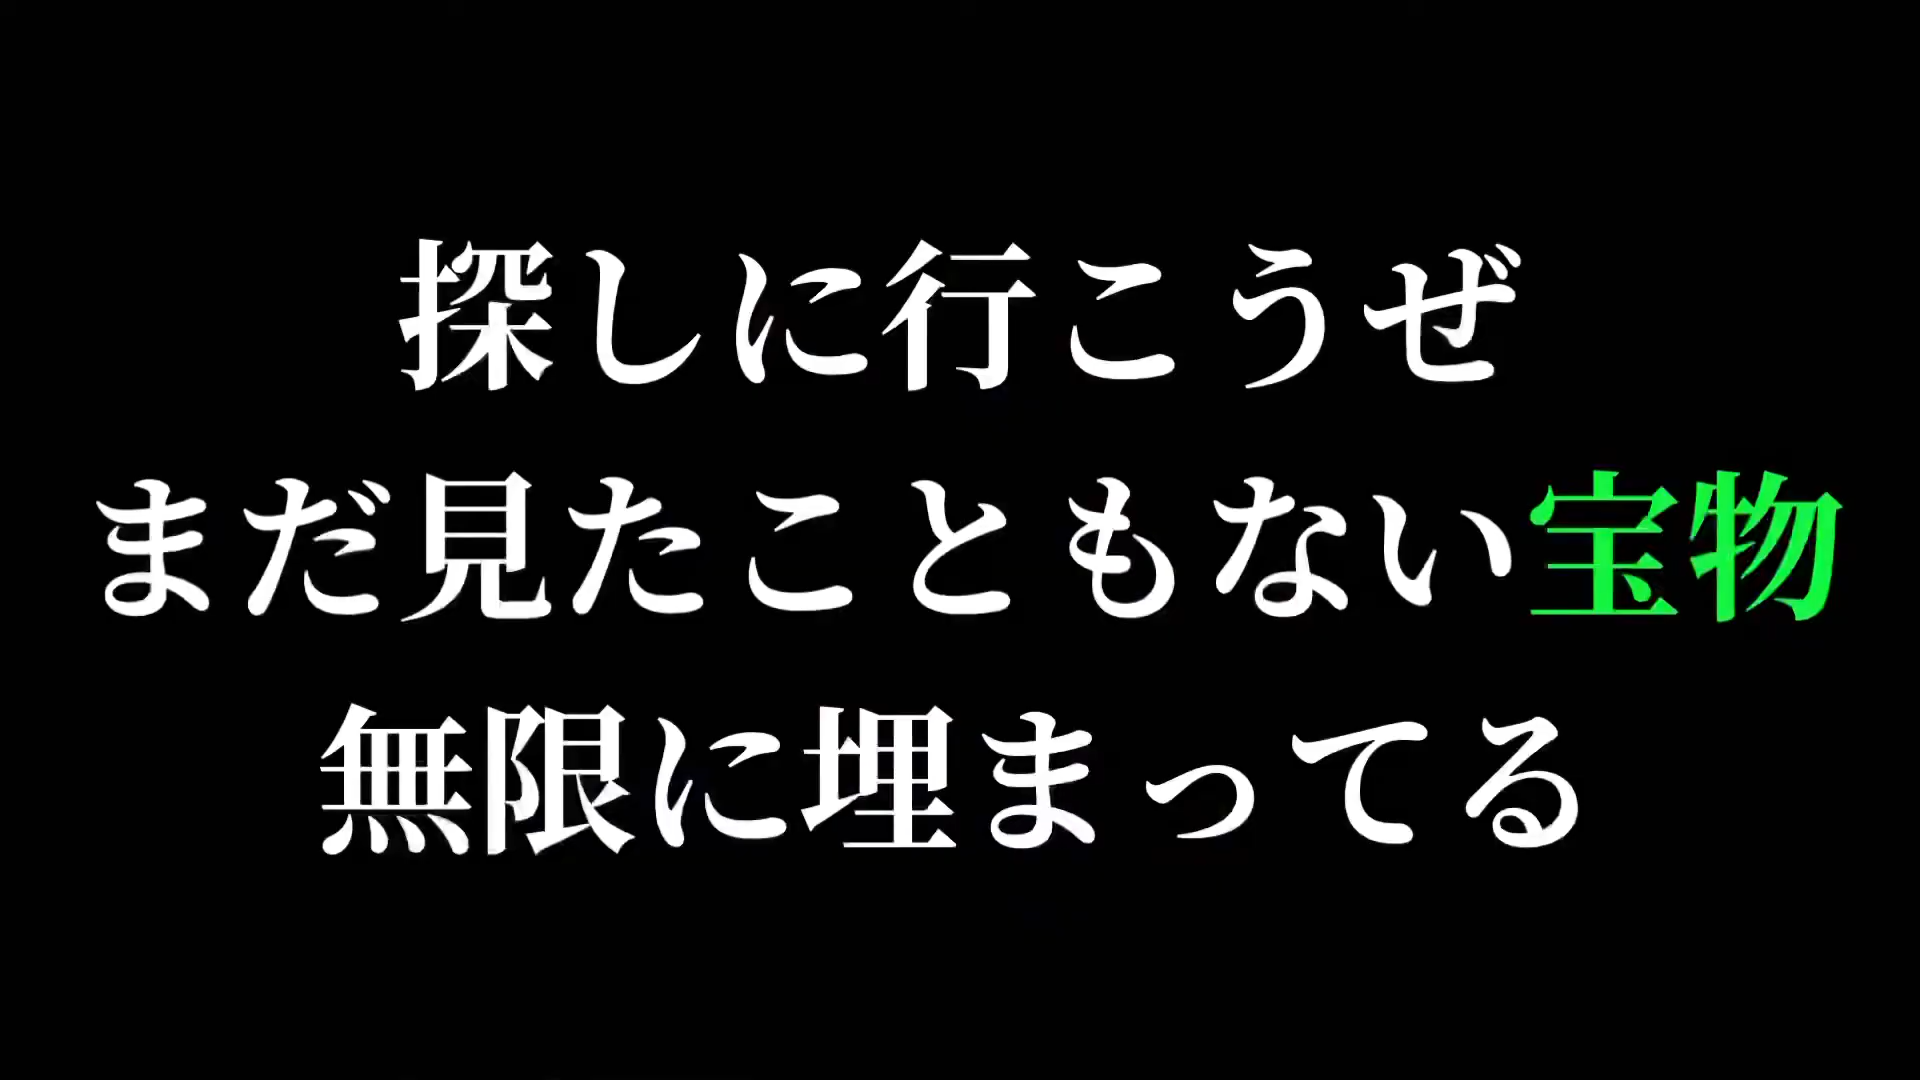 探しに行こうぜ
まだ見たこともない宝物
無限に埋まってる